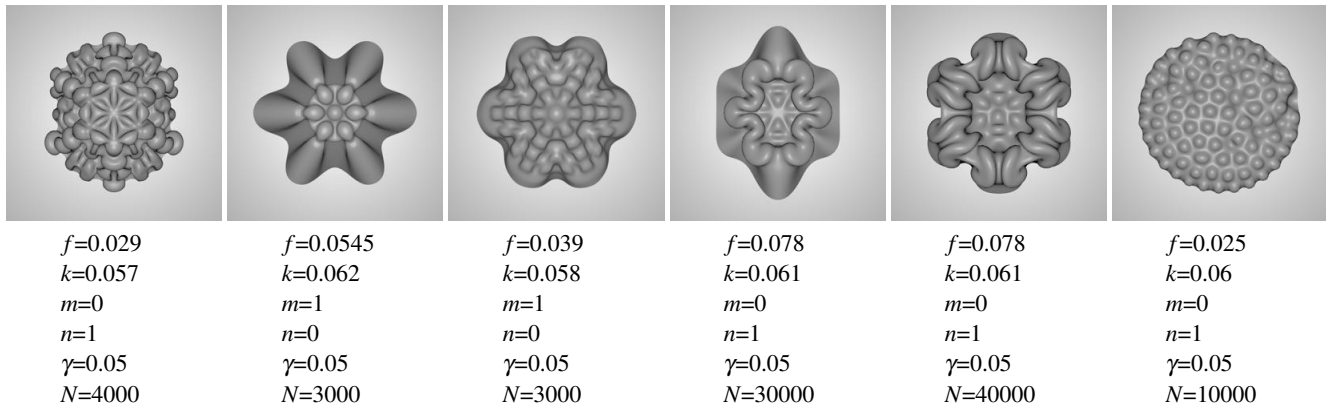 f=0.029 f=0.0545 f=0.039 f=0.078 f=0.078 f=0.025
k=0.057 k=0.062 k=0.058 k=0.061 k=0.061 k=0.06
m=0 m=1 m=1 m=0 m=0 m=0
n=1 n=0 n=0 n=1 n=1 n=1
γ=0.05 γ=0.05 γ=0.05 γ=0.05 γ=0.05 γ=0.05
N=4000 N=3000 N=3000 N=30000 N=40000 N=10000